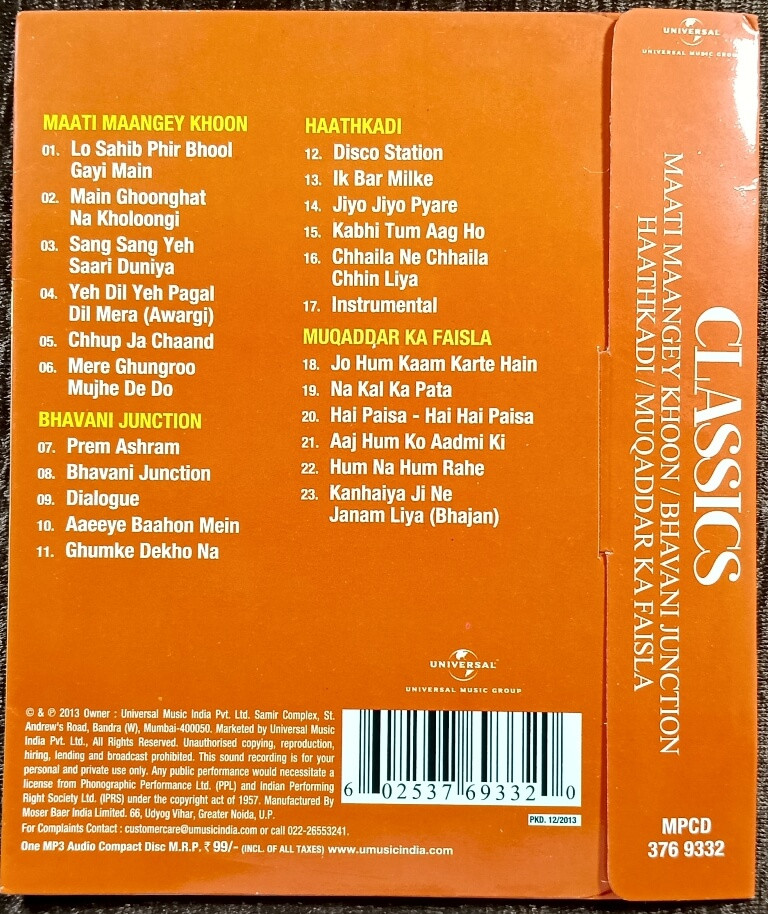 MAATI MAANGEY KHOON
01. Lo Sahib Phir Bhool
Gayi Main
02. Main Ghoonghat
Na Kholoongi
03. Sang Sang Yeh
Saari Duniya
04. Yeh Dil Yeh Pagal
Dil Mera (Awargi)
05. Chhup Ja Chaand
06. Mere Ghungroo
Mujhe De Do
BHAVANI JUNCTION
07. Prem Ashram
08. Bhavani Junction
09. Dialogue
10. Aaeeye Baahon Mein
11. Ghumke Dekho Na
HAATHKADI
12. Disco Station
13. Ik Bar Milke
14. Jiyo Jiyo Pyare
15. Kabhi Tum Aag Ho
16. Chhaila Ne Chhaila
Chhin Liya
17. Instrumental
MUQADDAR KA FAISLA
18. Jo Hum Kaam Karte Hain
19. Na Kal Ka Pata
20. Hai Paisa - Hai Hai Paisa
21. Aaj Hum Ko Aadmi Ki
22. Hum Na Hum Rahe
23. Kanhaiya Ji Ne
Janam Liya (Bhajan)
UNIVERSAL
UNIVERSAL MUSIC GROUP
© & ℗ 2013 Owner : Universal Music India Pvt. Ltd. Samir Complex, St.
Andrew's Road, Bandra (W), Mumbai-400050. Marketed by Universal Music
India Pvt. Ltd., All Rights Reserved. Unauthorised copying, reproduction,
hiring, lending and broadcast prohibited. This sound recording is for your
personal and private use only. Any public performance would necessitate a
license from Phonographic Performance Ltd. (PPL) and Indian Performing
Right Society Ltd. (IPRS) under the copyright act of 1957. Manufactured By
Moser Baer India Limited. 66, Udyog Vihar, Greater Noida, U.P.
For Complaints Contact : customercare@umusicindia.com or call 022-26553241.
One MP3 Audio Compact Disc M.R.P. ₹ 99/- (INCL. OF ALL TAXES) www.umusicindia.com
6 02537 69332 0
PKD. 12/2013
UNIVERSAL
UNIVERSAL MUSIC GROUP
CLASSICS
MAATI MAANGEY KHOON / BHAVANI JUNCTION
HAATHKADI / MUQADDAR KA FAISLA
MPCD
376 9332